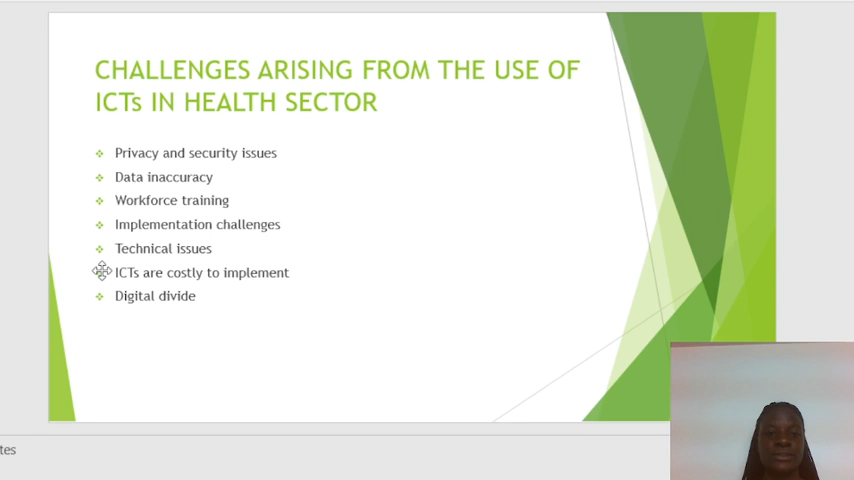 CHALLENGES ARISING FROM THE USE OF
ICTs IN HEALTH SECTOR
Privacy and security issues
Data inaccuracy
Workforce training
Implementation challenges
Technical issues
ICTs are costly to implement
Digital divide
tes